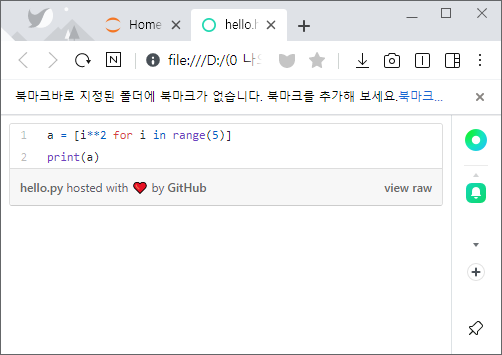 Home
hello.h
N
file:///D:/(0 나
북마크바로 지정된 폴더에 북마크가 없습니다. 북마크를 추가해 보세요.북마크...
1 a = [i**2 for i in range(5)]
2 print(a)
hello.py hosted with ❤ by GitHub
view raw